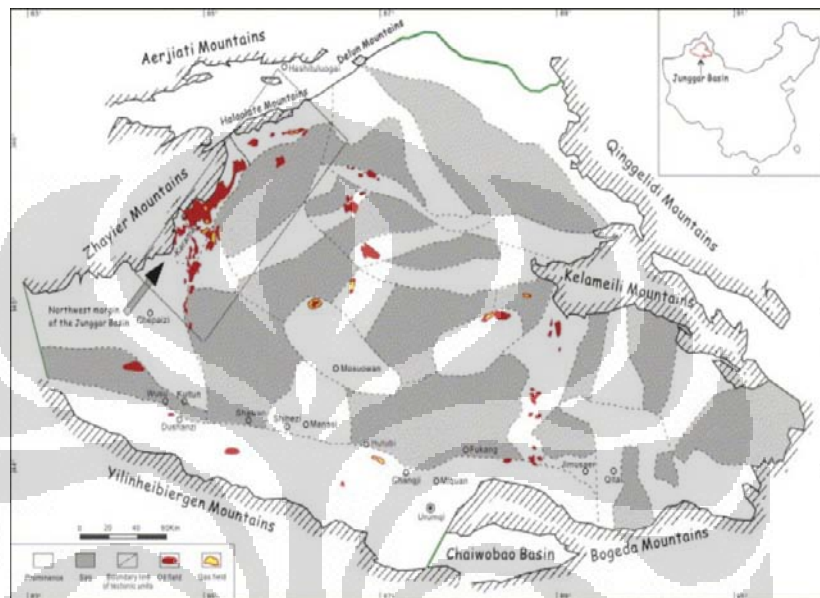 Aerjiati Mountains
Hashituluogai
Delun Mountains
Halaalate Mountains
Junggar Basin
Qinggelidi Mountains
Zhayier Mountains
Kelameili Mountains
Northwest margin
of the Junggar Basin
Chepaizi
Mosuowan
Wusu
Kuitun
Dushanzi
Shihezi
Manasi
Hutubi
Fukang
Changji
Miquan
Jimusaer
Qitai
Urumqi
Yilinheibiergen Mountains
Chaiwobao Basin
Bogeda Mountains
0 20 40 60Km
Prominence
Sag
Boundary line
of tectonic units
Oil field
Gas field